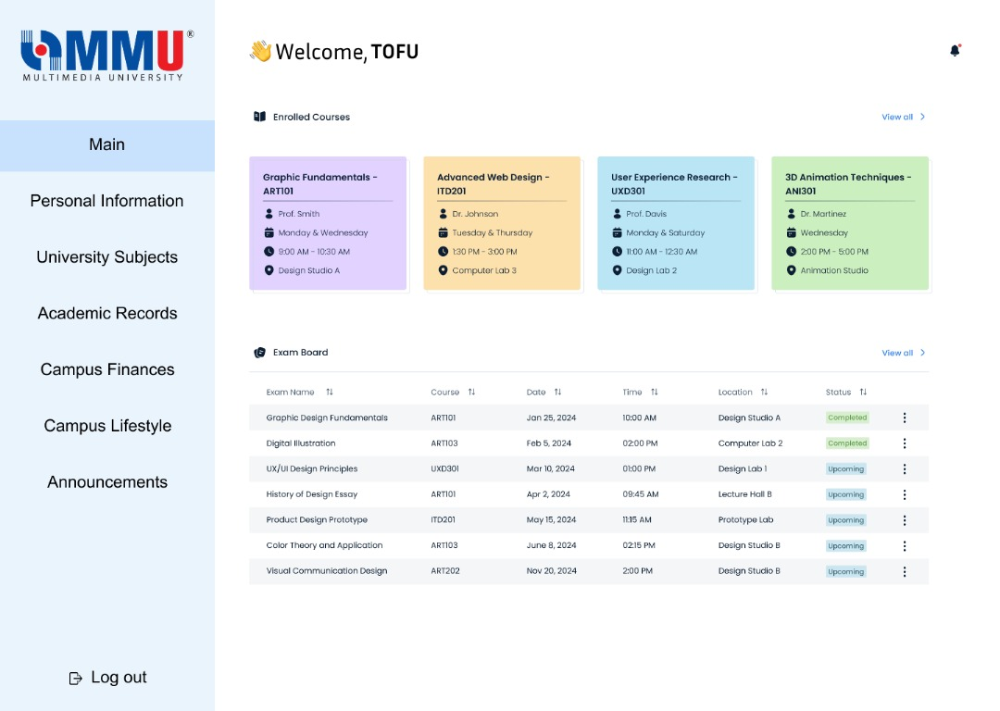 MMU®
MULTIMEDIA UNIVERSITY
Main
Personal Information
University Subjects
Academic Records
Campus Finances
Campus Lifestyle
Announcements
Log out
Welcome, TOFU
Enrolled Courses
View all
Graphic Fundamentals -
ART101
Prof. Smith
Monday & Wednesday
9:00 AM - 10:30 AM
Design Studio A
Advanced Web Design -
ITD201
Dr. Johnson
Tuesday & Thursday
1:30 PM - 3:00 PM
Computer Lab 3
User Experience Research -
UXD301
Prof. Davis
Monday & Saturday
11:00 AM - 12:30 AM
Design Lab 2
3D Animation Techniques -
ANI301
Dr. Martinez
Wednesday
2:00 PM - 5:00 PM
Animation Studio
Exam Board
View all
Exam Name Course Date Time Location Status
Graphic Design Fundamentals ART101 Jan 25, 2024 10:00 AM Design Studio A Completed
Digital Illustration ART103 Feb 5, 2024 02:00 PM Computer Lab 2 Completed
UX/UI Design Principles UXD301 Mar 10, 2024 01:00 PM Design Lab 1 Upcoming
History of Design Essay ART101 Apr 2, 2024 09:45 AM Lecture Hall B Upcoming
Product Design Prototype ITD201 May 15, 2024 11:15 AM Prototype Lab Upcoming
Color Theory and Application ART103 June 8, 2024 02:15 PM Design Studio B Upcoming
Visual Communication Design ART202 Nov 20, 2024 2:00 PM Design Studio B Upcoming